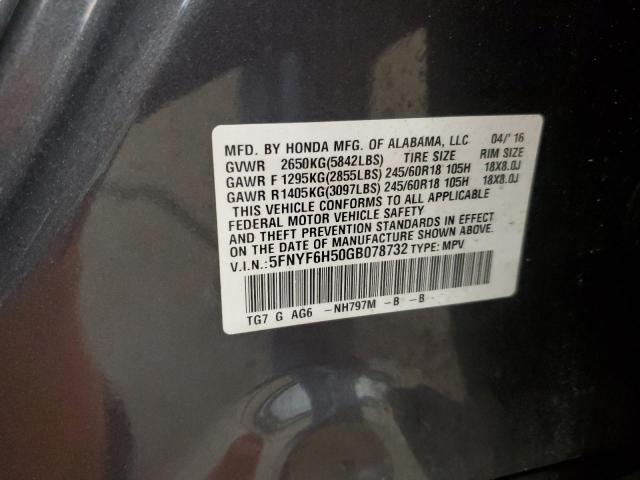 MFD. BY HONDA MFG. OF ALABAMA, LLC 04/'16
GVWR 2650KG(5842LBS) TIRE SIZE RIM SIZE
GAWR F 1295KG(2855LBS) 245/60R18 105H 18X8.0J
GAWR R1405KG(3097LBS) 245/60R18 105H 18X8.0J
THIS VEHICLE CONFORMS TO ALL APPLICABLE
FEDERAL MOTOR VEHICLE SAFETY
AND THEFT PREVENTION STANDARDS IN EFFECT
ON THE DATE OF MANUFACTURE SHOWN ABOVE.
V.I.N.:5FNYF6H50GB078732 TYPE: MPV
TG7 G AG6 -NH797M -B -B